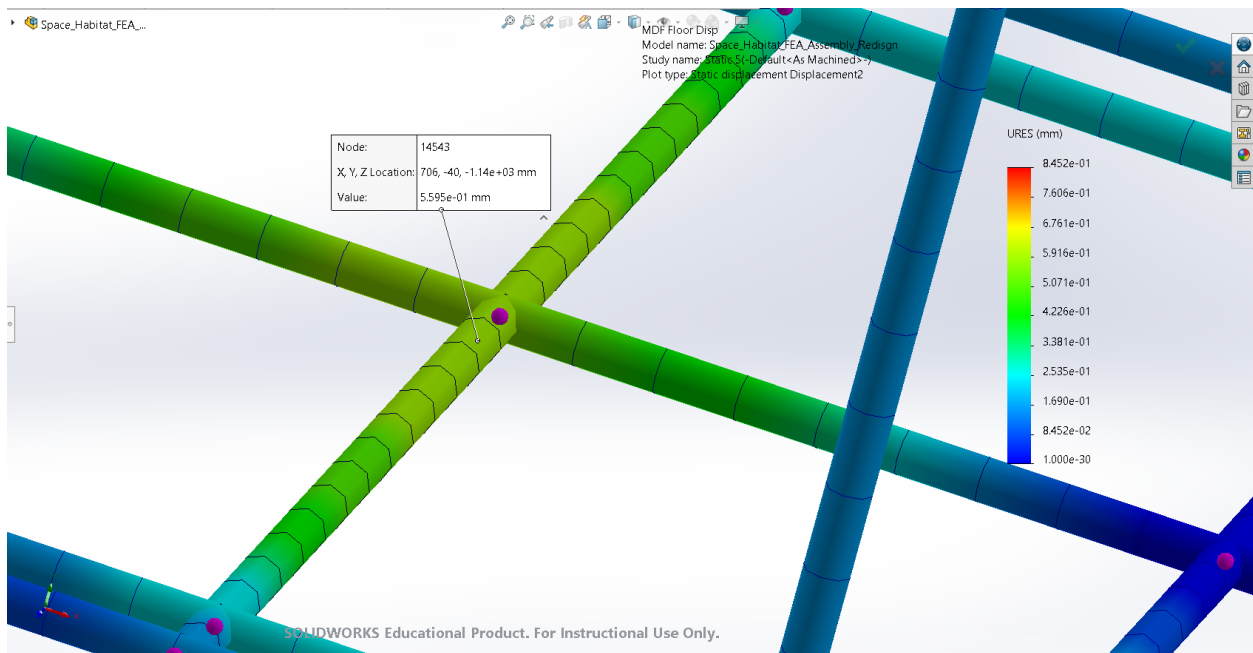 Space_Habitat_FEA_...
MDF Floor Disp
Model name: Space_Habitat_FEA_Assembly_Redisgn
Study name: Static 5(-Default<As Machined>-)
Plot type: Static displacement Displacement2
Node: 14543
X, Y, Z Location: 706, -40, -1.14e+03 mm
Value: 5.595e-01 mm
URES (mm)
8.452e-01
7.606e-01
6.761e-01
5.916e-01
5.071e-01
4.226e-01
3.381e-01
2.535e-01
1.690e-01
8.452e-02
1.000e-30
SOLIDWORKS Educational Product. For Instructional Use Only.